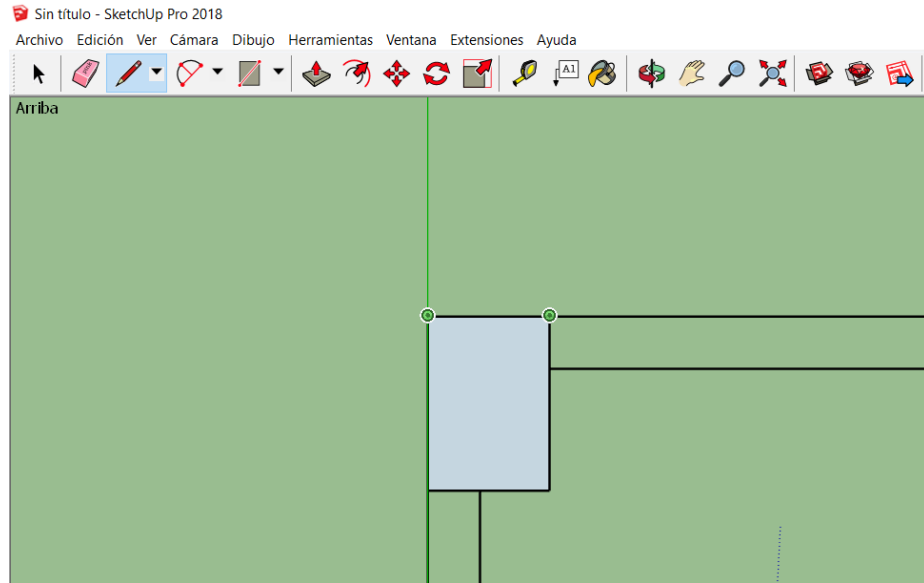 Sin título - SketchUp Pro 2018
Archivo Edición Ver Cámara Dibujo Herramientas Ventana Extensiones Ayuda
A1
Arriba